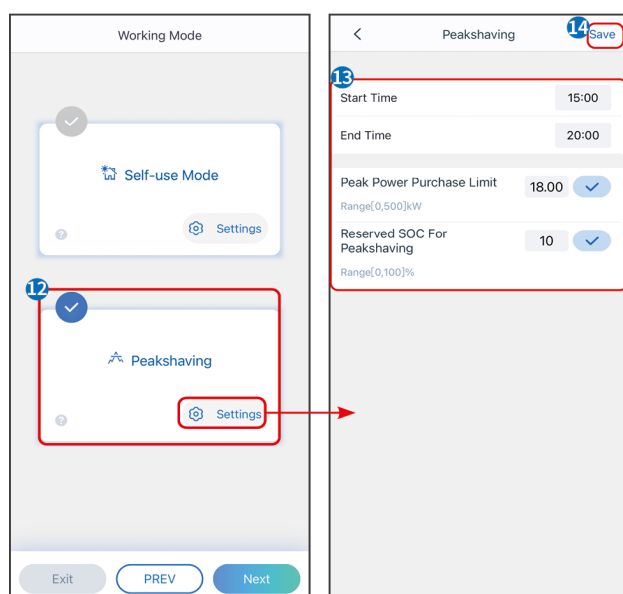 Working Mode
Self-use Mode
Settings
12
Peakshaving
Settings
Exit
PREV
Next
Peakshaving
14
Save
13
Start Time
15:00
End Time
20:00
Peak Power Purchase Limit
18.00
Range[0,500]kW
Reserved SOC For
Peakshaving
10
Range[0,100]%